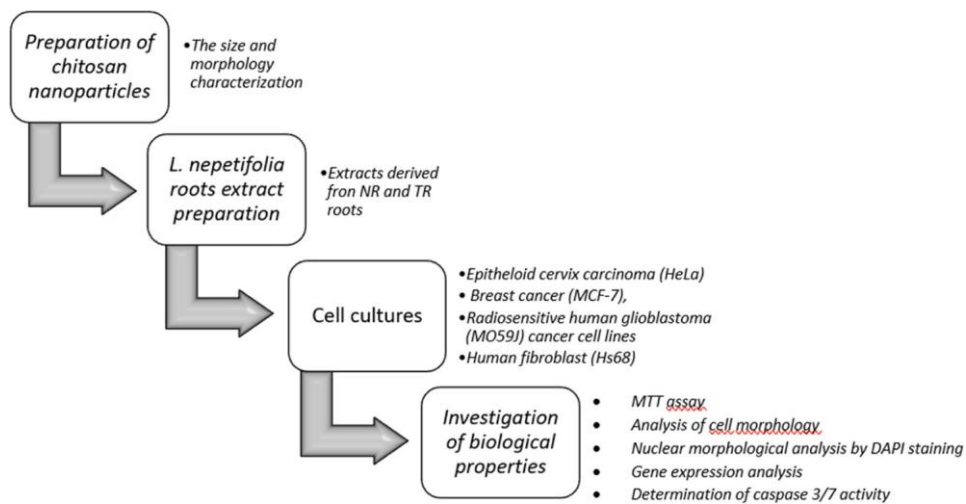 Preparation of
chitosan
nanoparticles
•The size and
morphology
characterization
L. nepetifolia
roots extract
preparation
•Extracts derived
fron NR and TR
roots
Cell cultures
•Epitheloid cervix carcinoma (HeLa)
• Breast cancer (MCF-7),
•Radiosensitive human glioblastoma
(MO59J) cancer cell lines
•Human fibroblast (Hs68)
Investigation
of biological
properties
• MTT assay
• Analysis of cell morphology
• Nuclear morphological analysis by DAPI staining
• Gene expression analysis
• Determination of caspase 3/7 activity